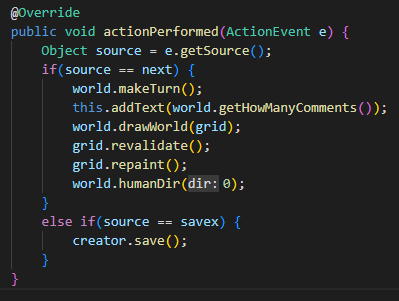 @Override
public void actionPerformed(ActionEvent e) {
    Object source = e.getSource();
    if(source == next) {
        world.makeTurn();
        this.addText(world.getHowManyComments());
        world.drawWorld(grid);
        grid.revalidate();
        grid.repaint();
        world.humanDir(dir:0);
    }
    else if(source == savex) {
        creator.save();
    }
}